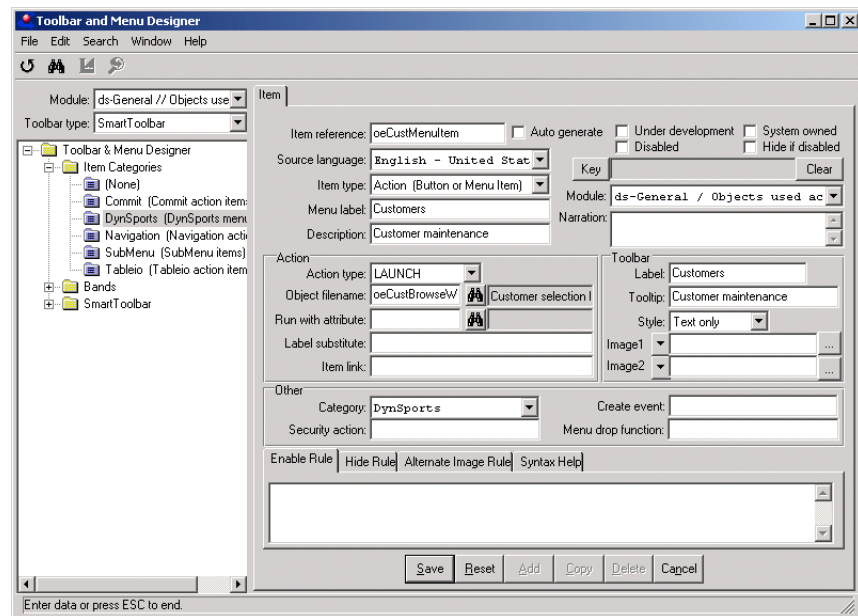 Toolbar and Menu Designer
File Edit Search Window Help
Module: ds-General // Objects use
Toolbar type: SmartToolbar
Toolbar & Menu Designer
Item Categories
(None)
Commit (Commit action item
DynSports (DynSports menu
Navigation (Navigation acti
SubMenu (SubMenu items)
Tableio (Tableio action item
Bands
SmartToolbar
Item
Item reference: oeCustMenuItem Auto generate Under development System owned
Disabled Hide if disabled
Source language: English - United Stat Key Clear
Item type: Action (Button or Menu Item) Module: ds-General / Objects used ac
Menu label: Customers Narration:
Description: Customer maintenance
Action
Action type: LAUNCH
Object filename: oeCustBrowseW Customer selection
Run with attribute:
Label substitute:
Item link:
Toolbar
Label: Customers
Tooltip: Customer maintenance
Style: Text only
Image1 ...
Image2 ...
Other
Category: DynSports Create event:
Security action: Menu drop function:
Enable Rule Hide Rule Alternate Image Rule Syntax Help
Save Reset Add Copy Delete Cancel
Enter data or press ESC to end.